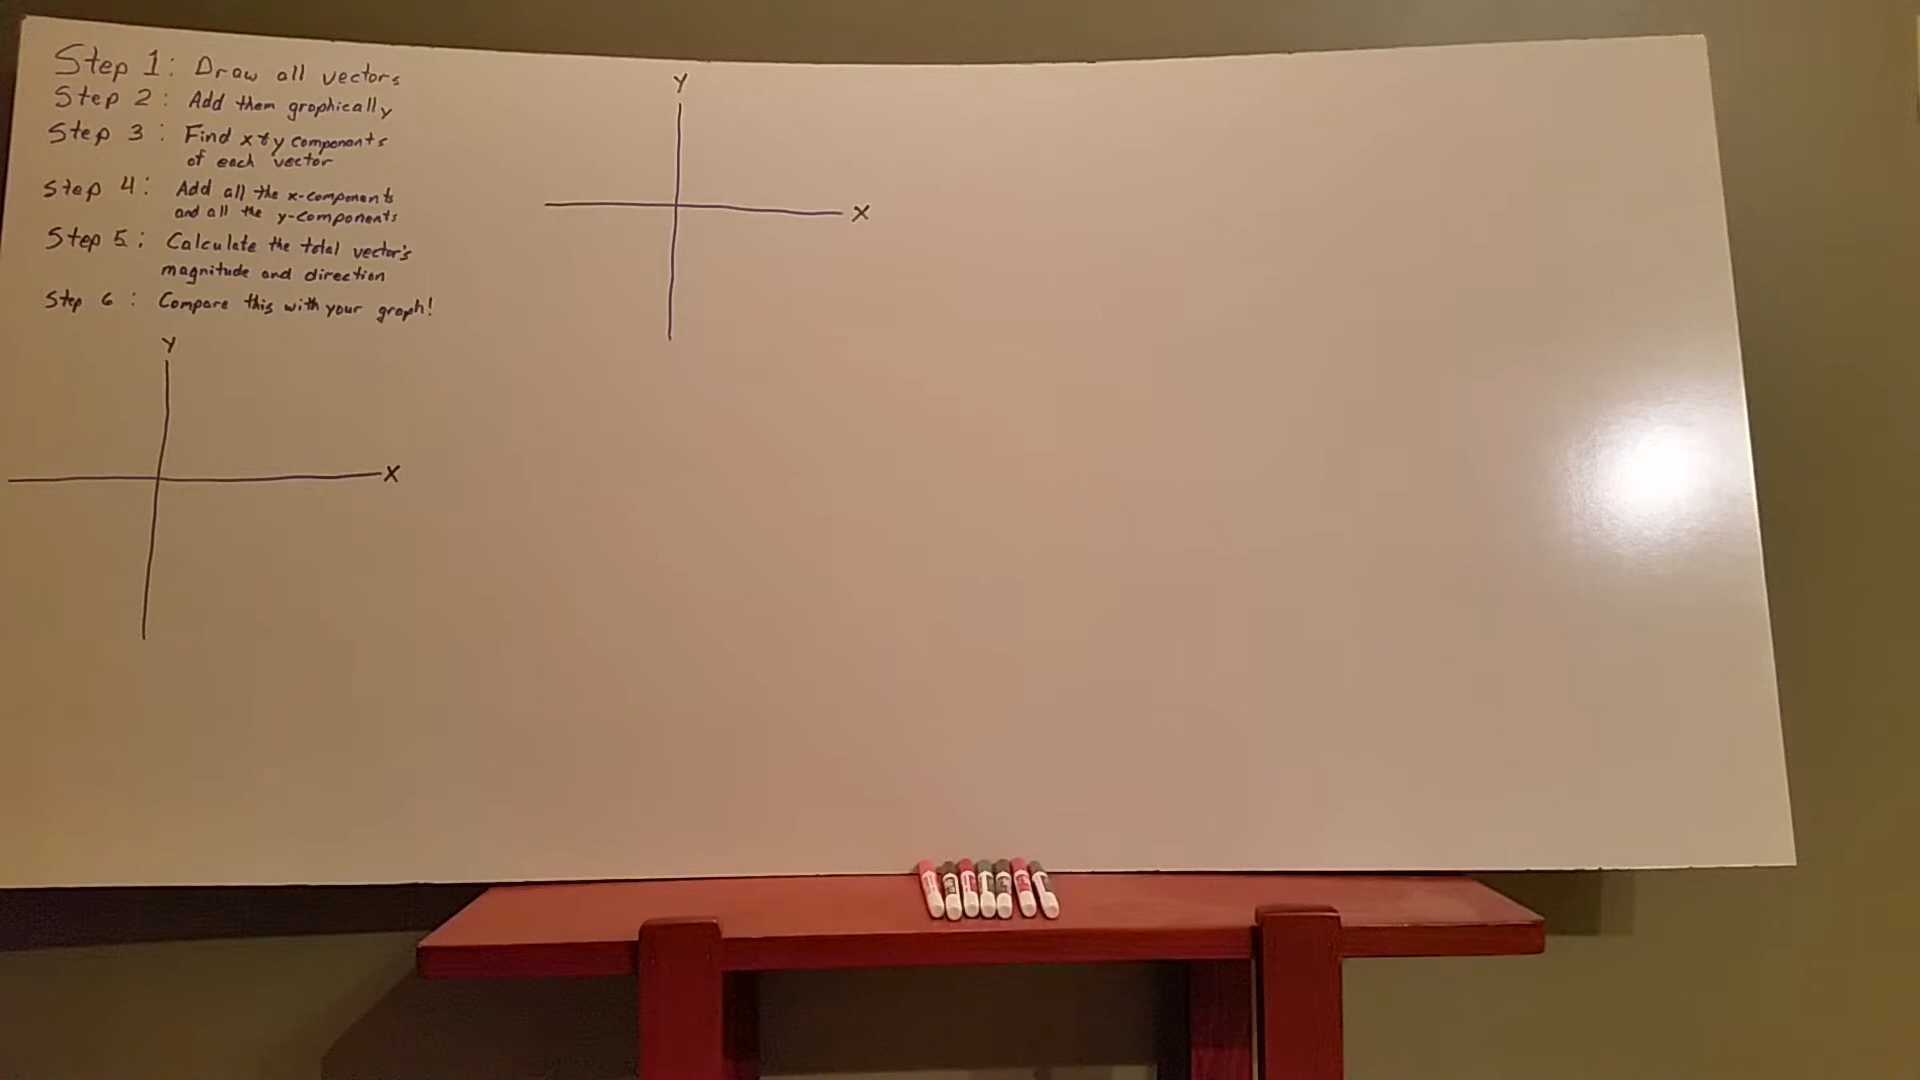 Step 1: Draw all vectors
Step 2: Add them graphically
Step 3: Find x + y components
of each vector
Step 4: Add all the x-components
and all the y-components
Step 5: Calculate the total vector's
magnitude and direction
Step 6: Compare this with your graph!
Y
X
Y
X